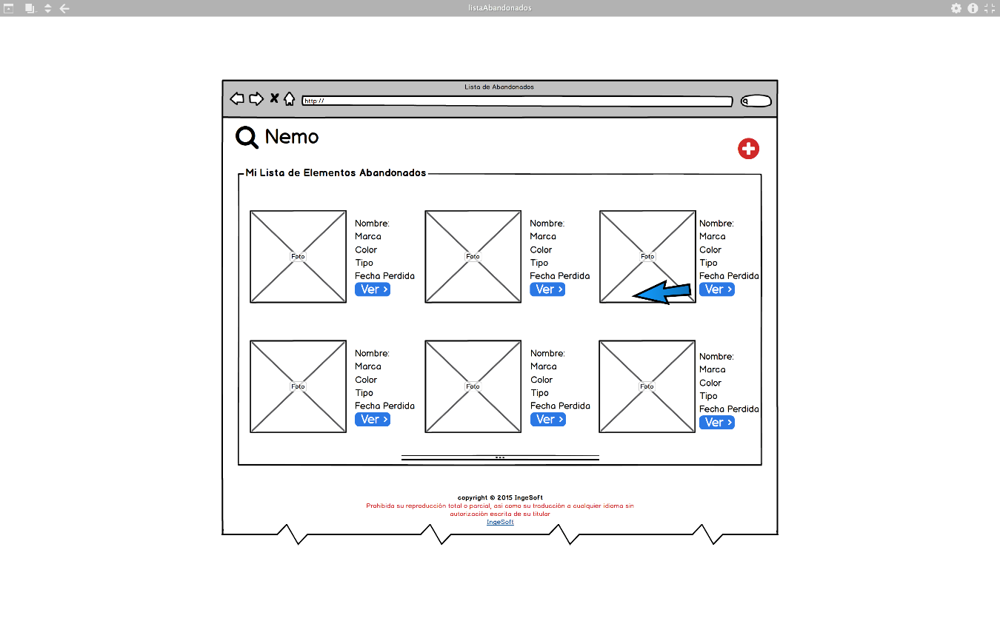 listaAbandonados
Lista de Abandonados
http://
Nemo
Mi Lista de Elementos Abandonados
Foto
Nombre:
Marca
Color
Tipo
Fecha Perdida
Ver >
Foto
Nombre:
Marca
Color
Tipo
Fecha Perdida
Ver >
Foto
Nombre:
Marca
Color
Tipo
Fecha Perdida
Ver >
Foto
Nombre:
Marca
Color
Tipo
Fecha Perdida
Ver >
Foto
Nombre:
Marca
Color
Tipo
Fecha Perdida
Ver >
Foto
Nombre:
Marca
Color
Tipo
Fecha Perdida
Ver >
copyright © 2015 IngeSoft
Prohibida su reproducción total o parcial, asi como su traducción a cualquier idioma sin
autorización escrita de su titular
IngeSoft